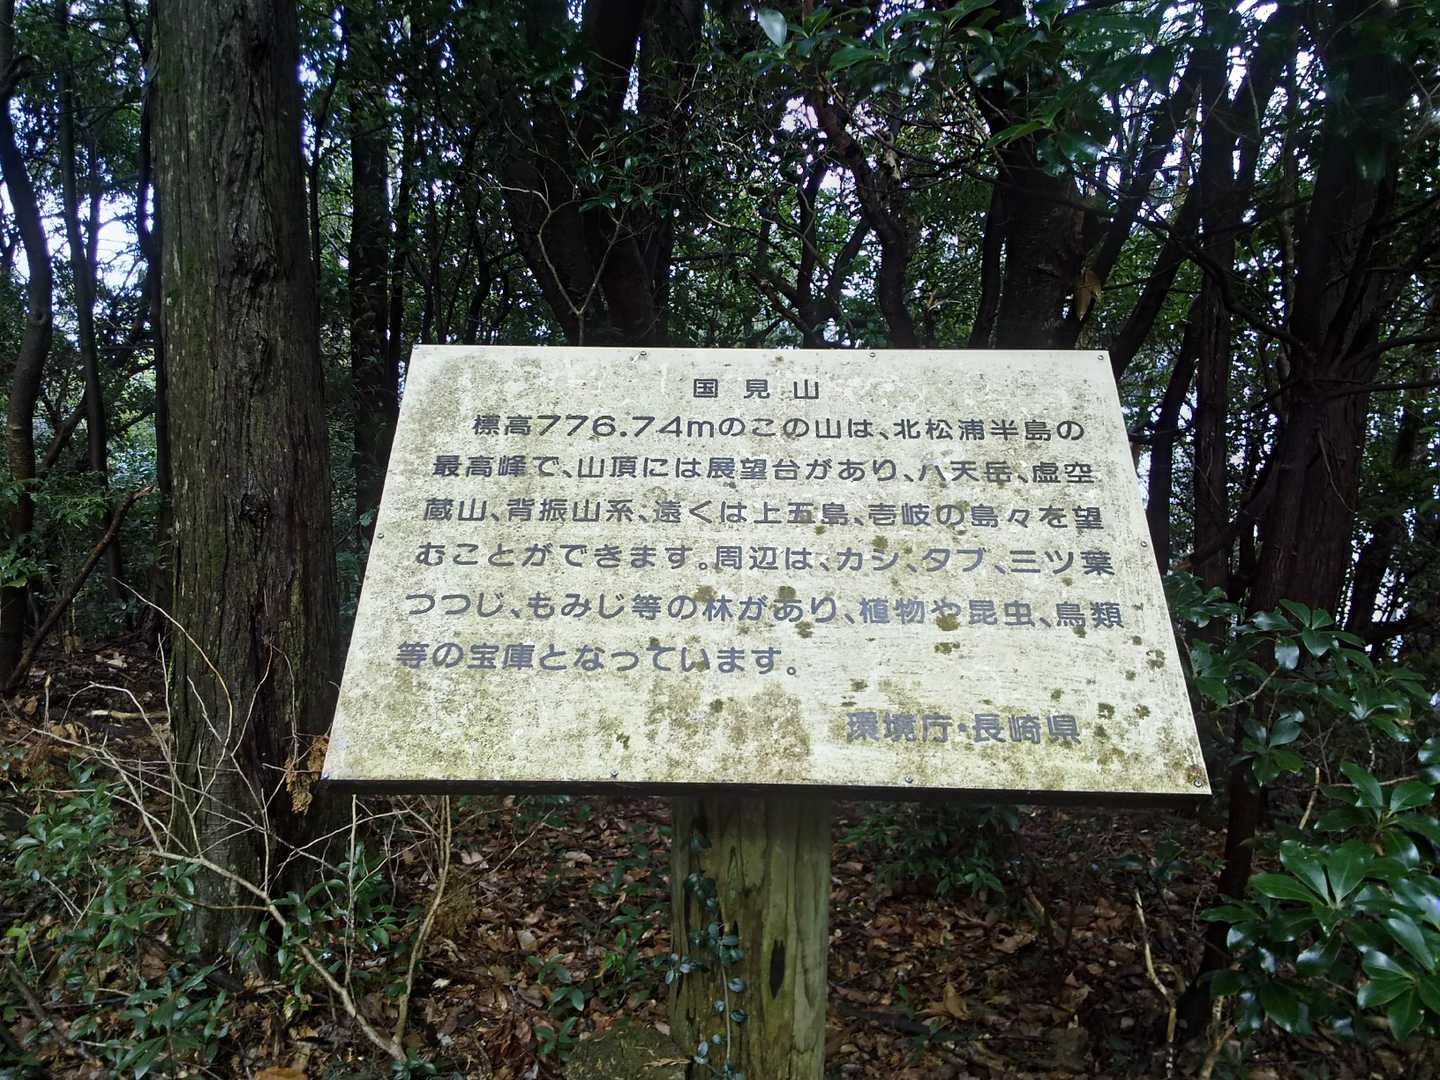 国見山
標高776.74mのこの山は、北松浦半島の
最高峰で、山頂には展望台があり、八天岳、虚空
蔵山、背振山系、遠くは上五島、壱岐の島々を望
むことができます。周辺は、カシ、タブ、三ツ葉
つつじ、もみじ等の林があり、植物や昆虫、鳥類
等の宝庫となっています。
環境庁・長崎県